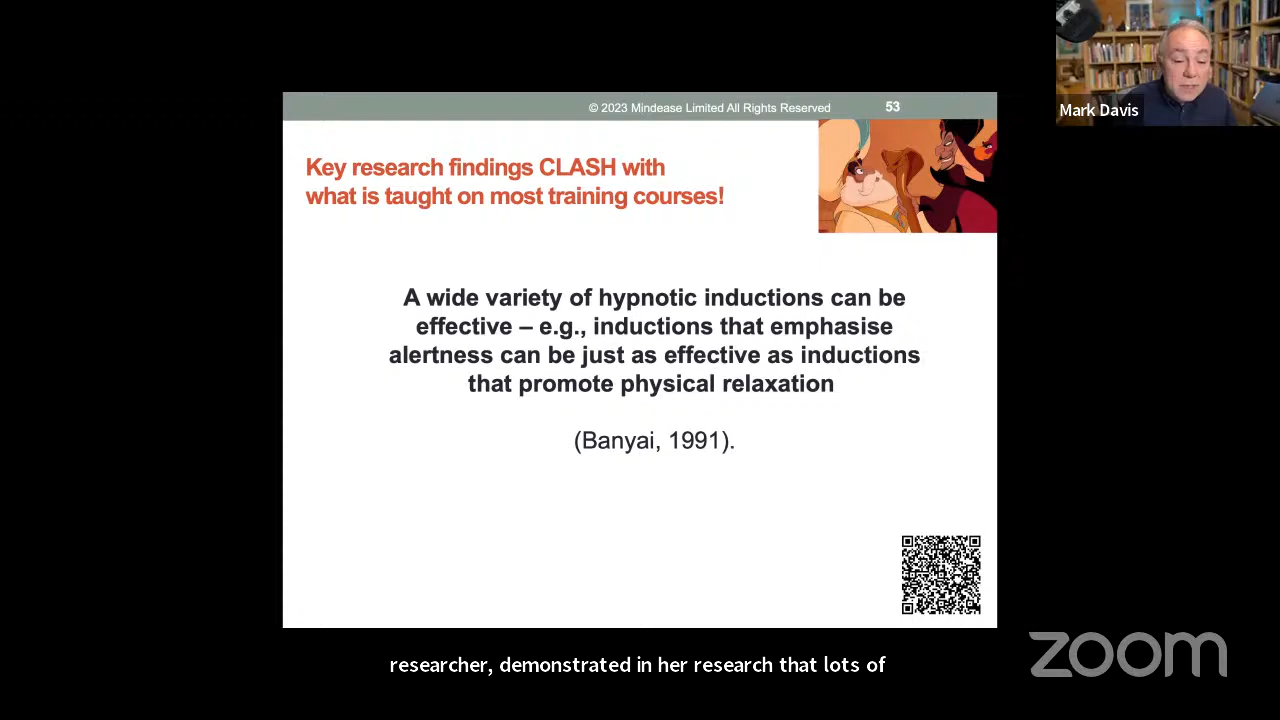 © 2023 Mindease Limited All Rights Reserved 53
Mark Davis
Key research findings CLASH with
what is taught on most training courses!
A wide variety of hypnotic inductions can be
effective – e.g., inductions that emphasise
alertness can be just as effective as inductions
that promote physical relaxation
(Banyai, 1991).
researcher, demonstrated in her research that lots of
zoom